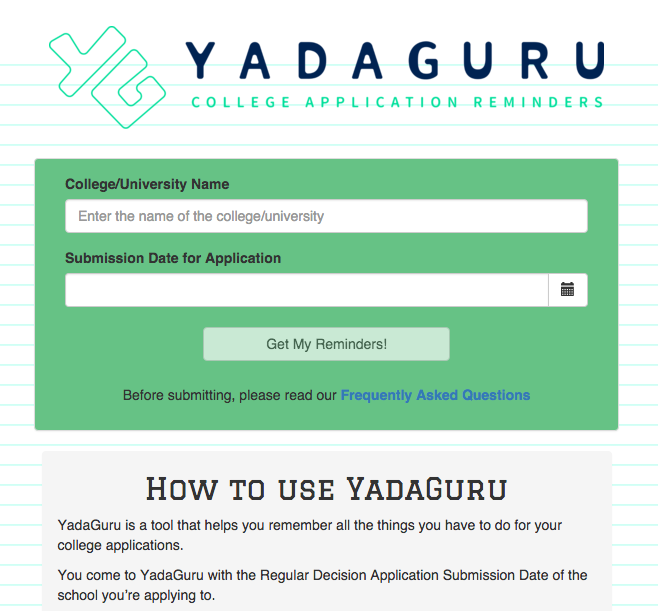 YADAGURU
COLLEGE APPLICATION REMINDERS
College/University Name
Enter the name of the college/university
Submission Date for Application
Get My Reminders!
Before submitting, please read our Frequently Asked Questions
How to use YadaGuru
YadaGuru is a tool that helps you remember all the things you have to do for your
college applications.
You come to YadaGuru with the Regular Decision Application Submission Date of the
school you're applying to.